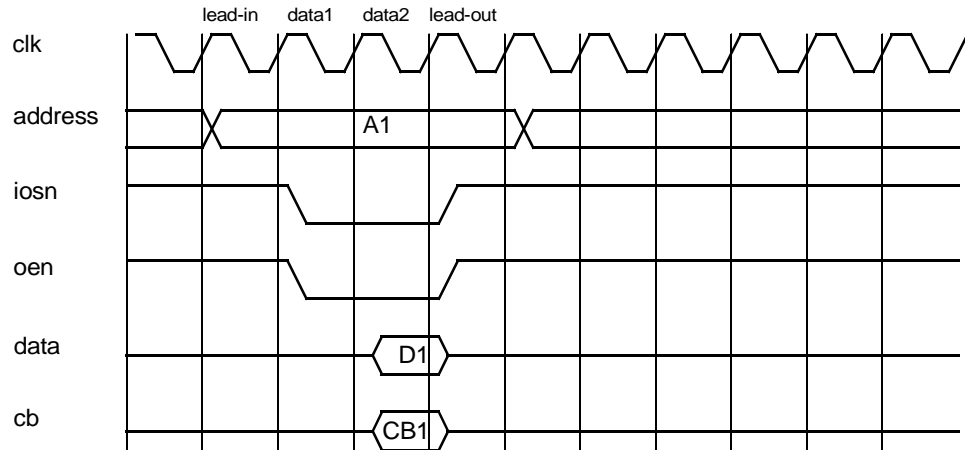 lead-in data1 data2 lead-out
clk
address A1
iosn
oen
data D1
cb CB1